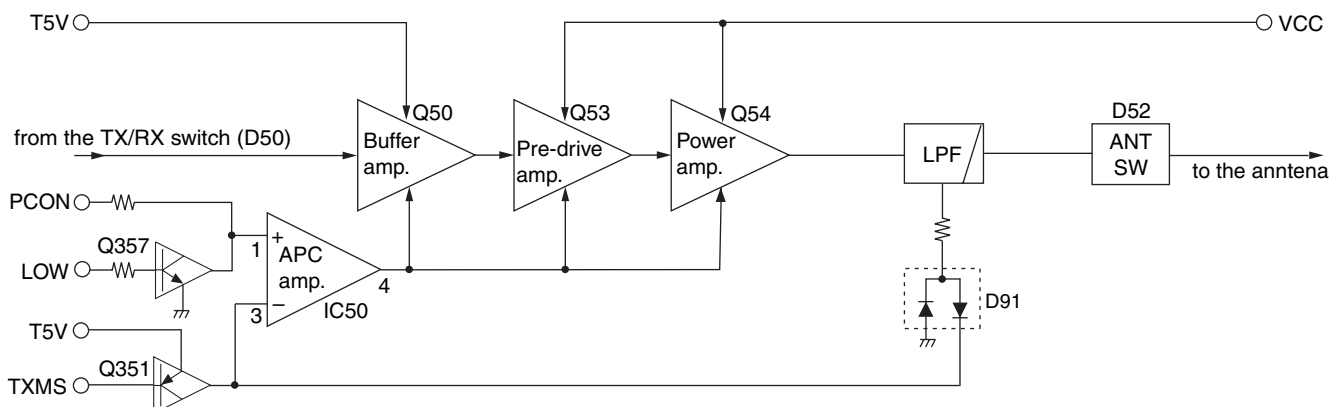 T5V
VCC
Q50
Q53
Q54
D52
from the TX/RX switch (D50)
Buffer
amp.
Pre-drive
amp.
Power
amp.
LPF
ANT
SW
to the anntena
PCON
Q357
LOW
1
+
APC
amp.
4
3
−
IC50
D91
T5V
Q351
TXMS